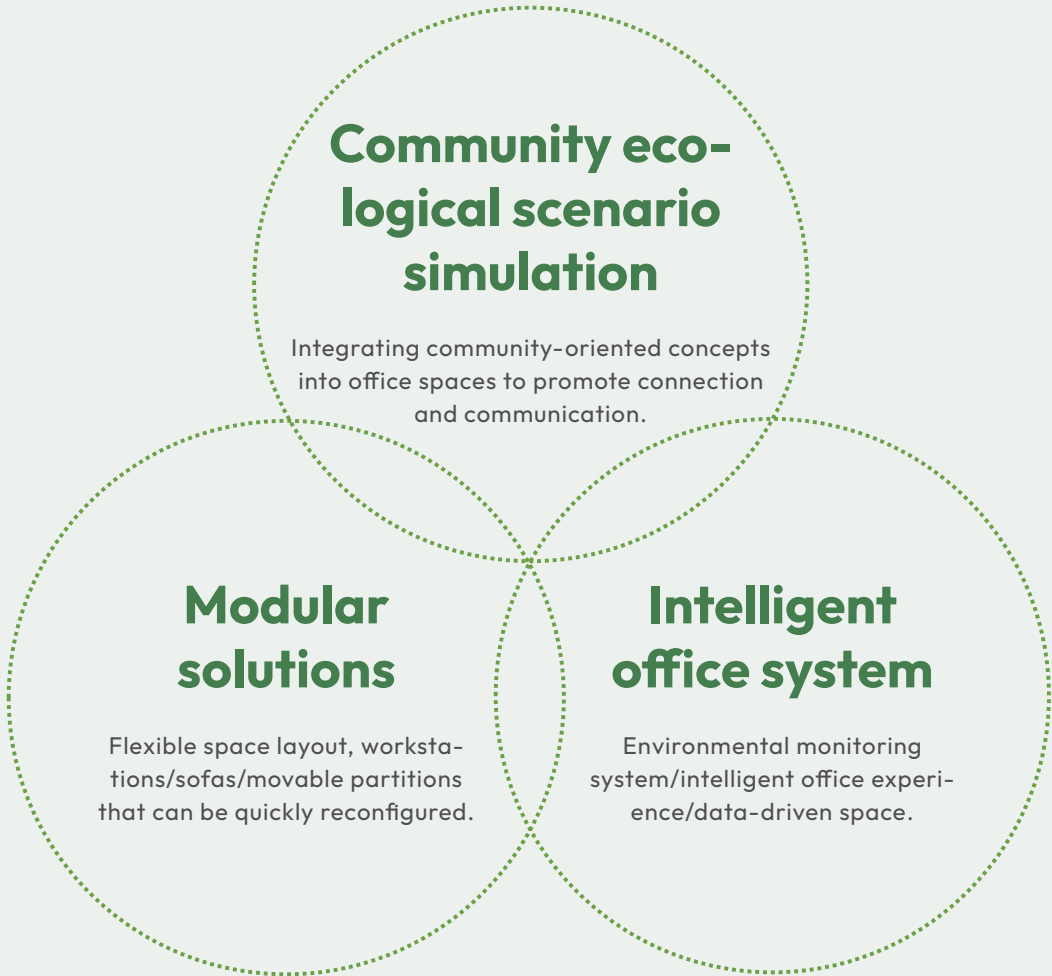 Community eco-
logical scenario
simulation
Integrating community-oriented concepts
into office spaces to promote connection
and communication.
Modular
solutions
Flexible space layout, worksta-
tions/sofas/movable partitions
that can be quickly reconfigured.
Intelligent
office system
Environmental monitoring
system/intelligent office experi-
ence/data-driven space.